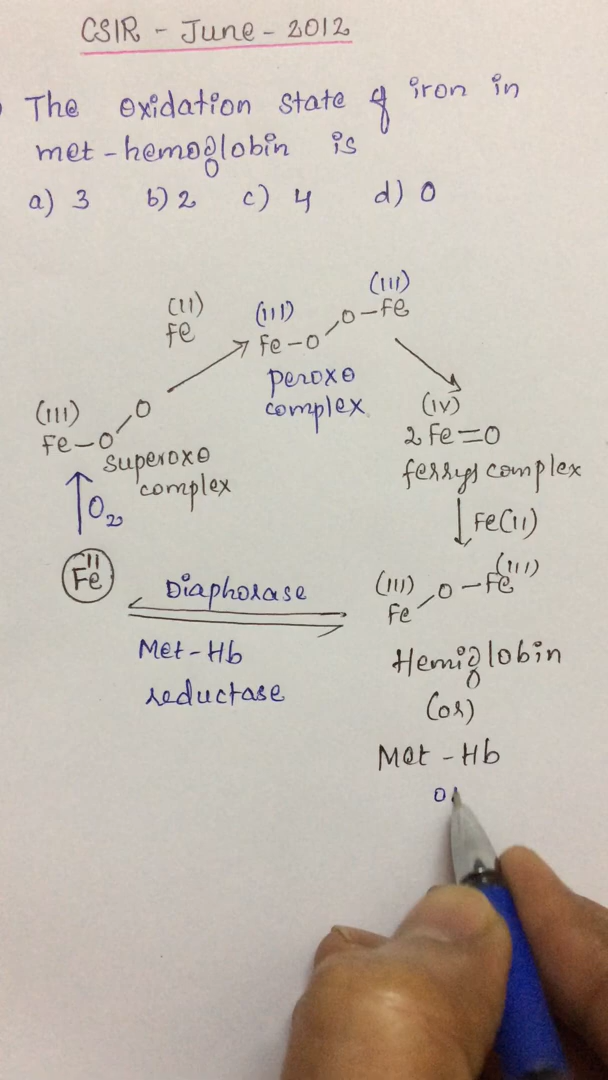 CSIR - June - 2012
The oxidation state of iron in
met-hemoglobin is
a) 3 b) 2 c) 4 d) 0
(II)
Fe
(III) (III)
Fe-O O-Fe
peroxo
complex
(III) O
Fe-O
superoxo
complex
(IV)
2Fe=O
ferryl complex
O2
Fe(II)
II
Fe
Diaphorase
Met-Hb
reductase
(III) (III)
Fe O-Fe
Hemiglobin
(or)
Met-Hb